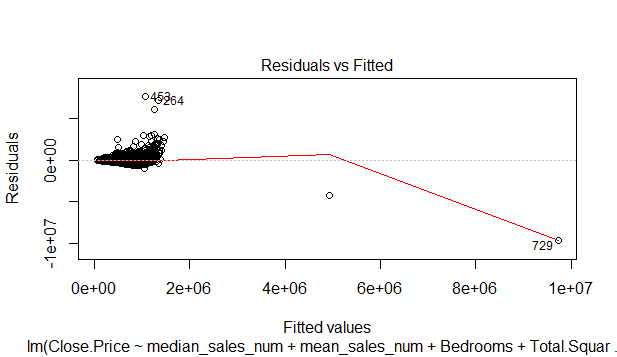 Residuals vs Fitted
453
264
729
Residuals
0e+00
-1e+07
0e+00
2e+06
4e+06
6e+06
8e+06
1e+07
Fitted values
lm(Close.Price ~ median_sales_num + mean_sales_num + Bedrooms + Total.Squar .